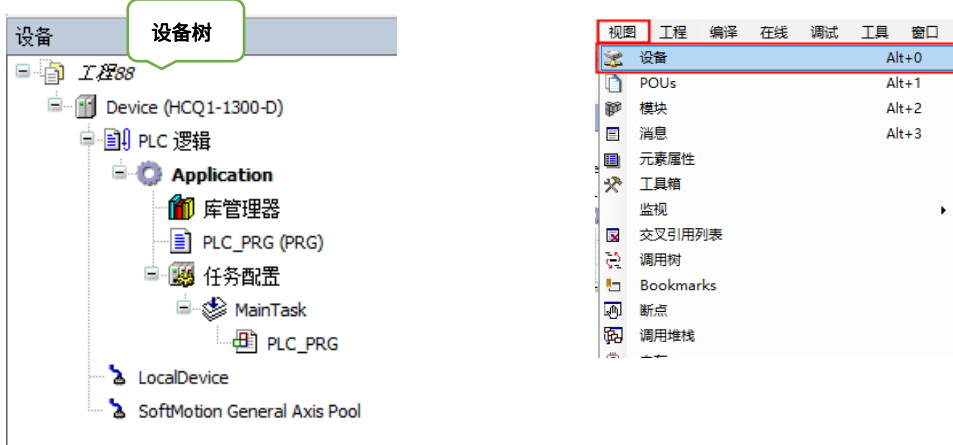 设备
设备树
工程88
Device (HCQ1-1300-D)
PLC 逻辑
Application
库管理器
PLC_PRG (PRG)
任务配置
MainTask
PLC_PRG
LocalDevice
SoftMotion General Axis Pool
视图 工程 编译 在线 调试 工具 窗口
设备 Alt+0
POUs Alt+1
模块 Alt+2
消息 Alt+3
元素属性
工具箱
监视
交叉引用列表
调用树
Bookmarks
断点
调用堆栈